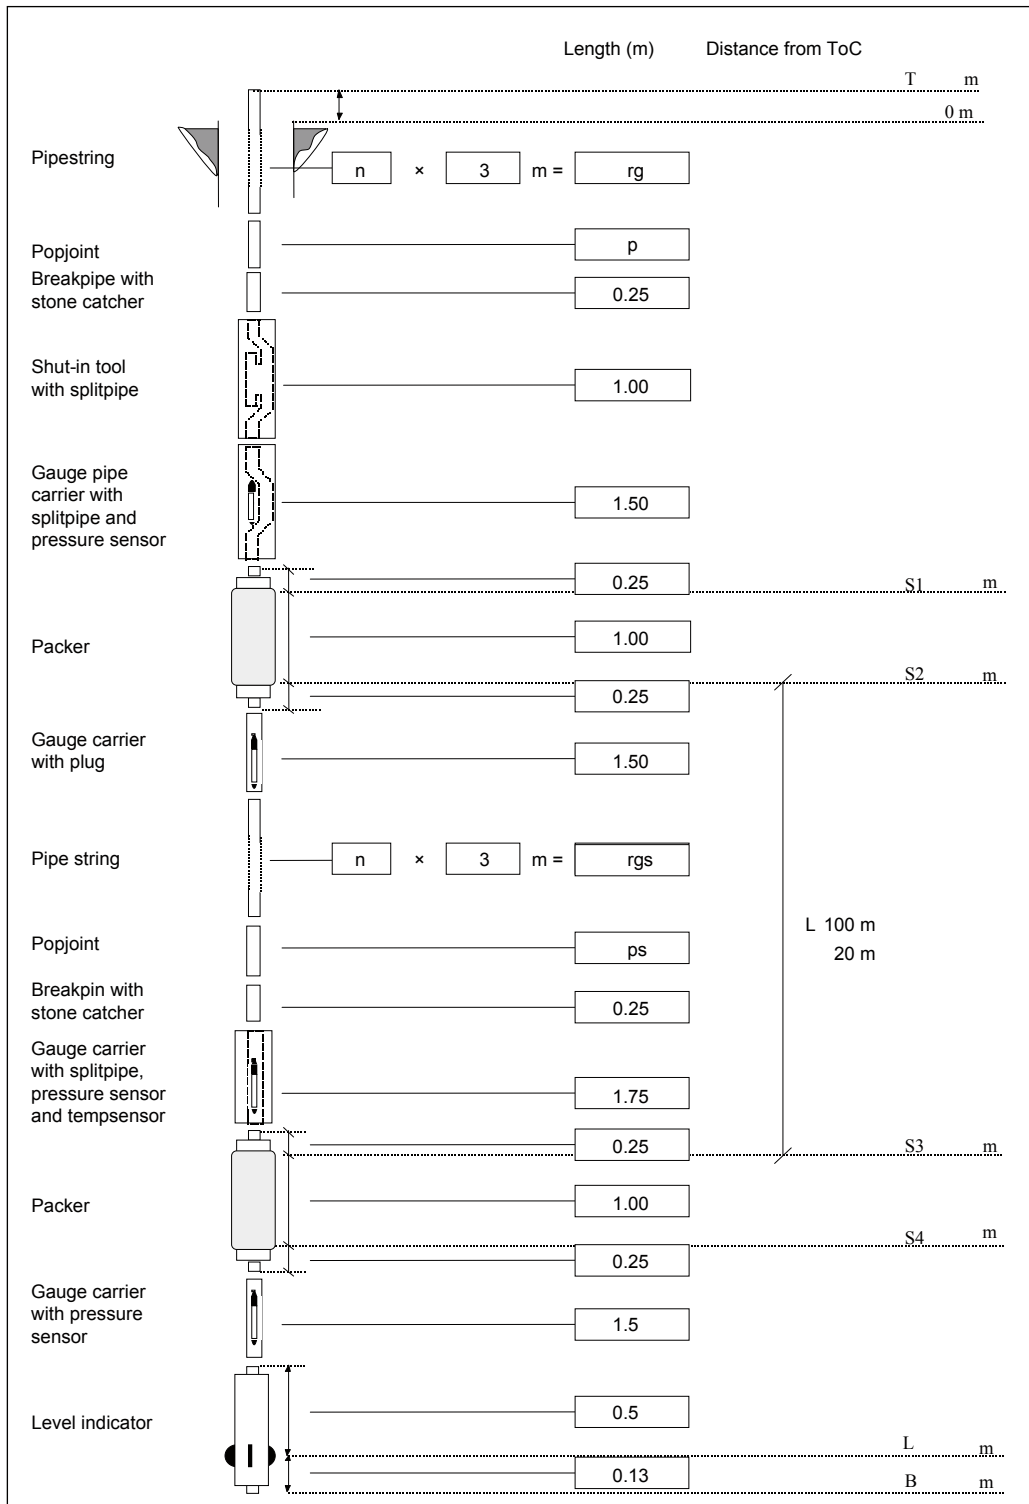 Length (m) Distance from ToC
T m
0 m
Pipestring n × 3 m = rg
Popjoint p
Breakpipe with
stone catcher 0.25
Shut-in tool
with splitpipe 1.00
Gauge pipe
carrier with
splitpipe and
pressure sensor 1.50
0.25
S1 m
Packer 1.00
S2 m
0.25
Gauge carrier
with plug 1.50
Pipe string n × 3 m = rgs
L 100 m
20 m
Popjoint ps
Breakpin with
stone catcher 0.25
Gauge carrier
with splitpipe,
pressure sensor
and tempsensor 1.75
0.25
S3 m
Packer 1.00
S4 m
0.25
Gauge carrier
with pressure
sensor 1.5
Level indicator 0.5
L m
0.13
B m